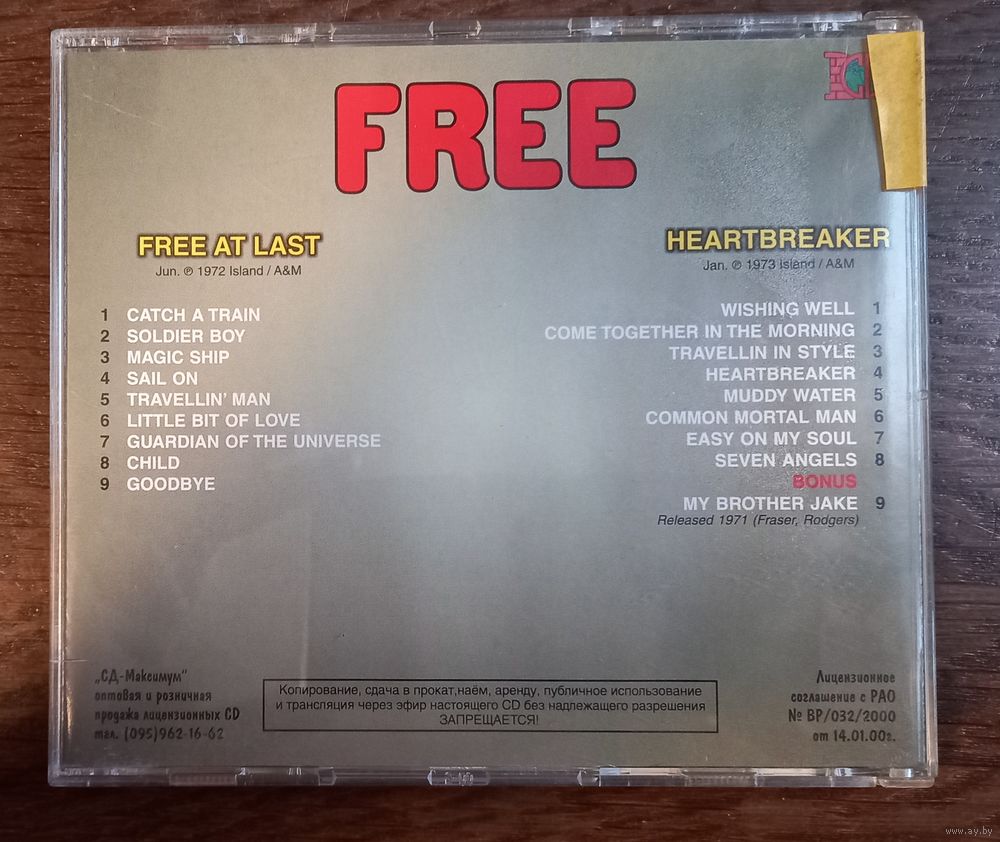 FREE
FREE AT LAST
Jun. ℗ 1972 Island / A&M
1 CATCH A TRAIN
2 SOLDIER BOY
3 MAGIC SHIP
4 SAIL ON
5 TRAVELLIN' MAN
6 LITTLE BIT OF LOVE
7 GUARDIAN OF THE UNIVERSE
8 CHILD
9 GOODBYE
HEARTBREAKER
Jan. ℗ 1973 Island / A&M
WISHING WELL 1
COME TOGETHER IN THE MORNING 2
TRAVELLIN IN STYLE 3
HEARTBREAKER 4
MUDDY WATER 5
COMMON MORTAL MAN 6
EASY ON MY SOUL 7
SEVEN ANGELS 8
BONUS
MY BROTHER JAKE 9
Released 1971 (Fraser, Rodgers)
„СД-Максимум"
оптовая и розничная
продажа лицензионных CD
тел. (095)962-16-62
Копирование, сдача в прокат,наём, аренду, публичное использование
и трансляция через эфир настоящего CD без надлежащего разрешения
ЗАПРЕЩАЕТСЯ!
Лицензионное
соглашение с РАО
№ ВР/032/2000
от 14.01.00г.
www.ay.by